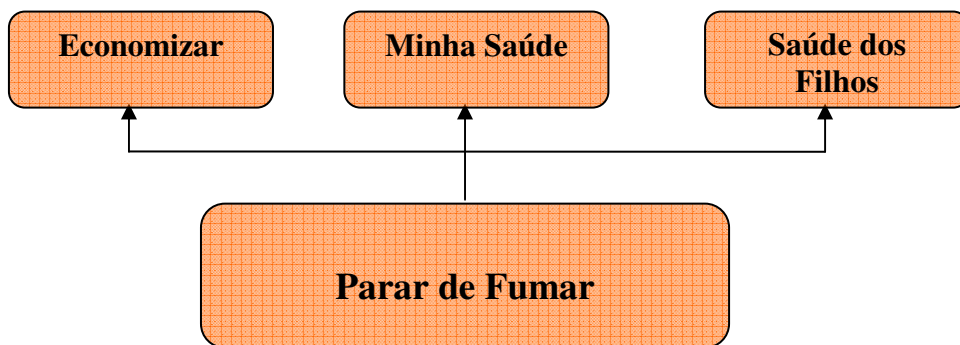 Economizar
Minha Saúde
Saúde dos
Filhos
Parar de Fumar